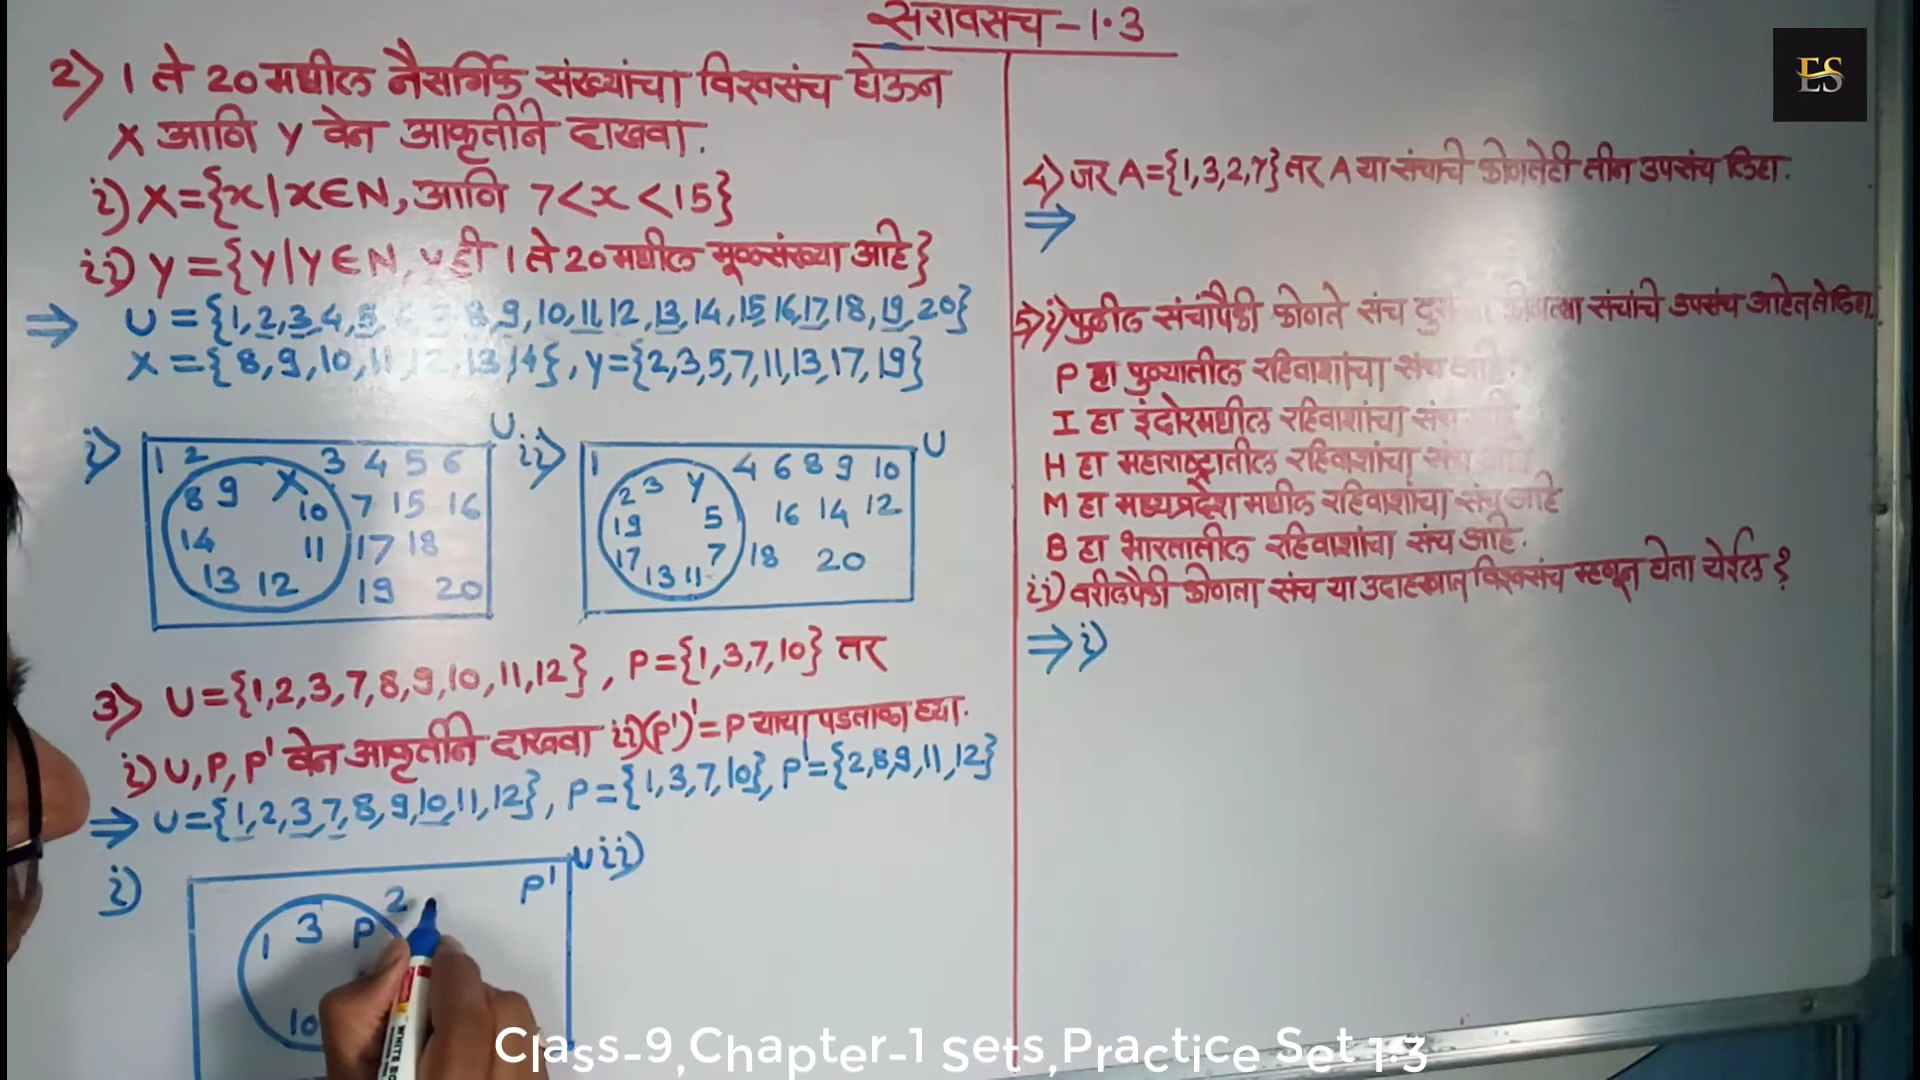 सरावसंच-1.3
ES
2) 1 ते 20 मधील नैसर्गिक संख्यांचा विश्वसंच घेऊन
X आणि Y वेन आकृतीने दाखवा.
i) X={x|x∈N, आणि 7<x<15}
ii) Y={Y|Y∈N, Y ही 1 ते 20 मधील मूळसंख्या आहे}
⇒ U={1,2,3,4,5, 8,9,10,11,12,13,14,15,16,17,18,19,20}
X={8,9,10,11,12,13,14}, Y={2,3,5,7,11,13,17,19}
i) U
1 2 3 4 5 6
8 9 X 10 7 15 16
14 11 17 18
13 12 19 20
ii) U
1 4 6 8 9 10
2 3 Y 16 14 12
19 5
17 7 18 20
13 11
3) U={1,2,3,7,8,9,10,11,12}, P={1,3,7,10} तर
i) U,P,P' वेन आकृतीने दाखवा ii) (P')'=P याचा पडताळा घ्या.
⇒ U={1,2,3,7,8,9,10,11,12}, P={1,3,7,10}, P'={2,8,9,11,12}
i) U ii)
2 P'
1 3 P
10
4) जर A={1,3,2,7} तर A या संचाचे कोणतेही तीन उपसंच लिहा.
⇒
5) i) पुढील संचांपैकी कोणते संच संचांचे उपसंच आहेत ते लिहा.
P हा पुण्यातील रहिवाशांचा संच आहे.
I हा इंदोरमधील रहिवाशांचा संच
H हा महाराष्ट्रातील रहिवाशांचा संच आहे
M हा मध्यप्रदेश मधील रहिवाशांचा संच आहे
B हा भारतातील रहिवाशांचा संच आहे.
ii) वरीलपैकी कोणता संच या उदाहरणात विश्वसंच म्हणून घेता येईल?
⇒ i)
Class-9,Chapter-1 sets,Practice Set 1.3